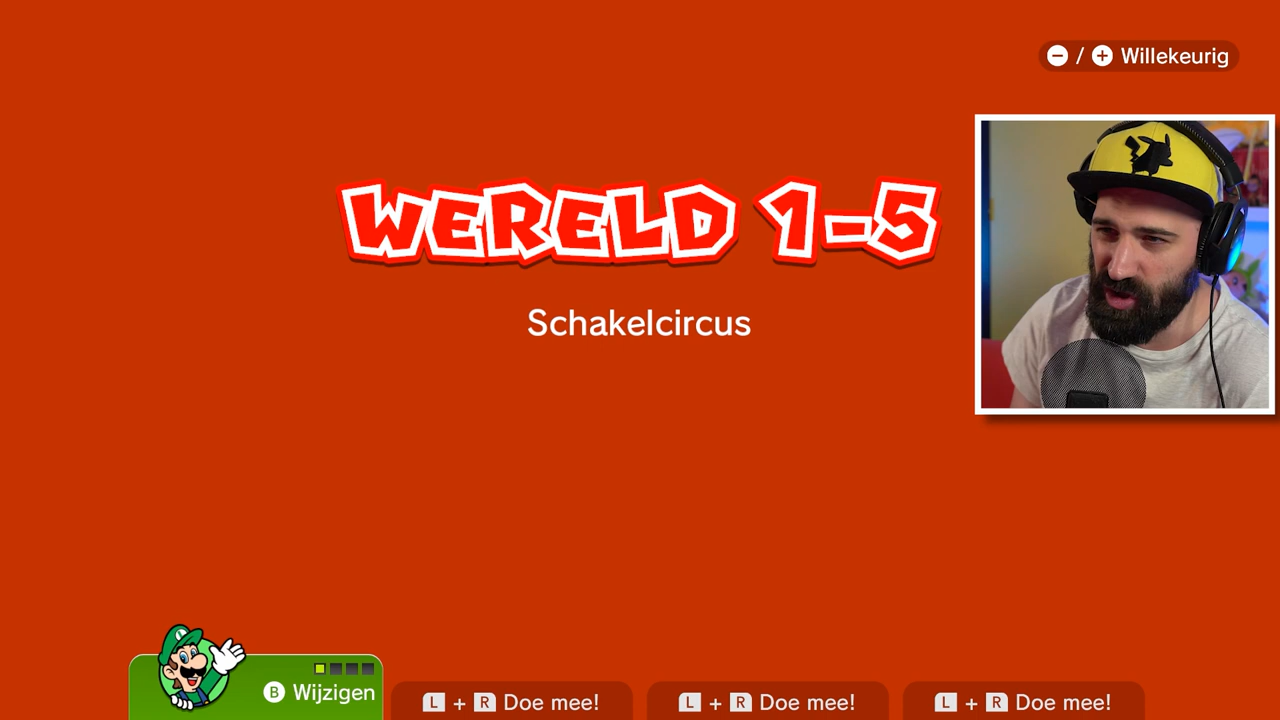 - / + Willekeurig
WERELD 1-5
Schakelcircus
B Wijzigen
L + R Doe mee!
L + R Doe mee!
L + R Doe mee!